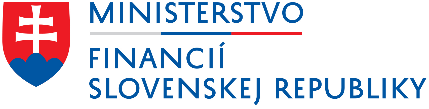 MINISTERSTVO
FINANCIÍ
SLOVENSKEJ REPUBLIKY